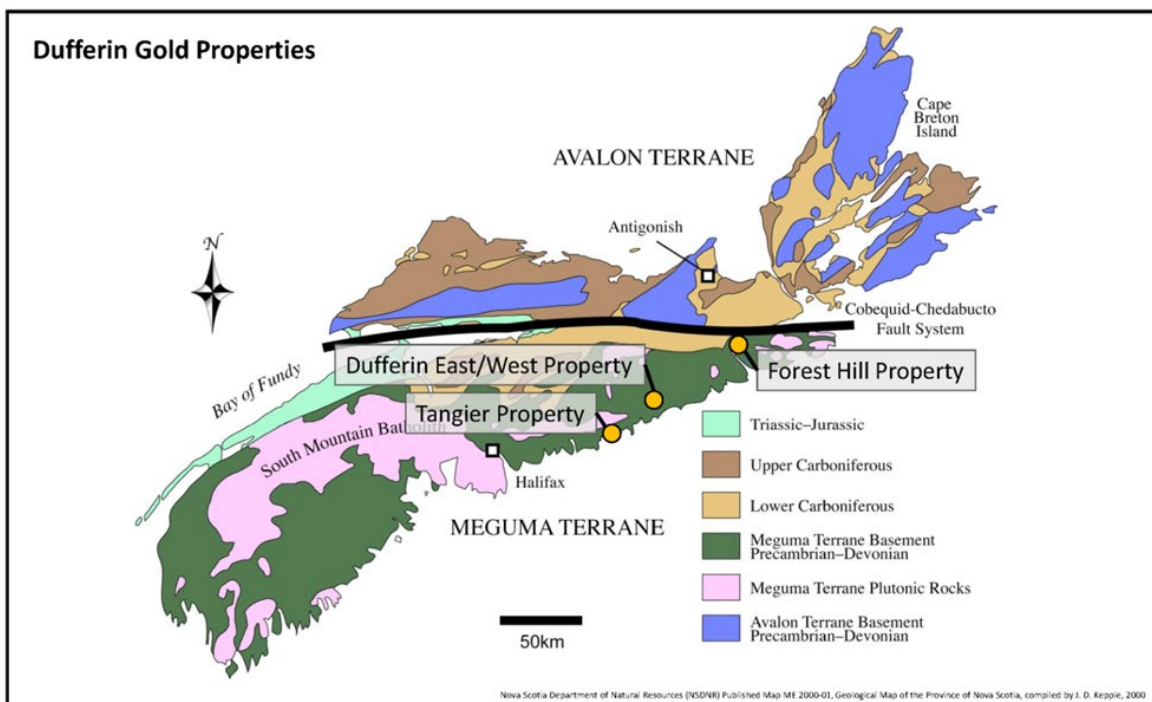 Dufferin Gold Properties
Cape
Breton
Island
AVALON TERRANE
Antigonish
N
Cobequid-Chedabucto
Fault System
Bay of Fundy
Dufferin East/West Property
Forest Hill Property
Tangier Property
South Mountain Batholith
Halifax
MEGUMA TERRANE
50km
Triassic–Jurassic
Upper Carboniferous
Lower Carboniferous
Meguma Terrane Basement
Precambrian–Devonian
Meguma Terrane Plutonic Rocks
Avalon Terrane Basement
Precambrian–Devonian
Nova Scotia Department of Natural Resources (NSDNR) Published Map ME 2000-01, Geological Map of the Province of Nova Scotia, compiled by J. D. Keppie, 2000